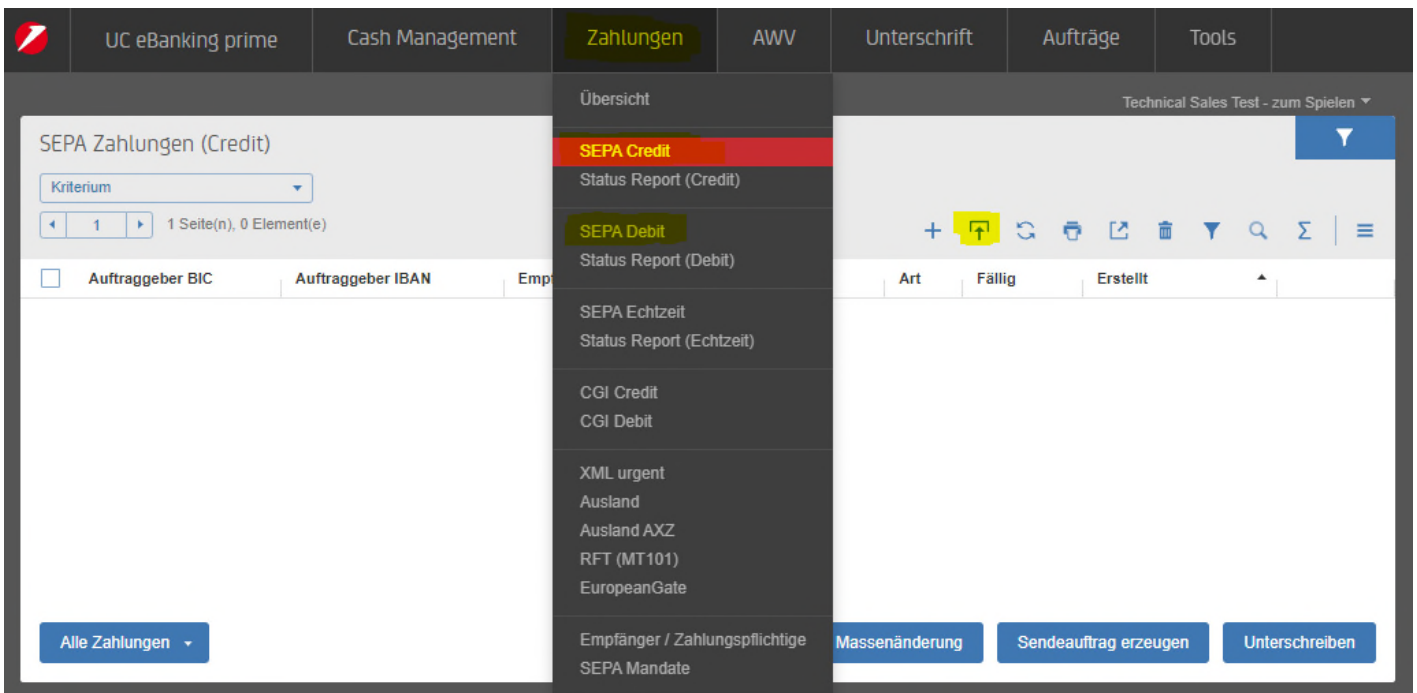 UC eBanking prime Cash Management Zahlungen AWV Unterschrift Aufträge Tools
Technical Sales Test - zum Spielen
SEPA Zahlungen (Credit)
Kriterium
1 1 Seite(n), 0 Element(e)
Auftraggeber BIC Auftraggeber IBAN Art Fällig Erstellt
Übersicht
SEPA Credit
Status Report (Credit)
SEPA Debit
Status Report (Debit)
SEPA Echtzeit
Status Report (Echtzeit)
CGI Credit
CGI Debit
XML urgent
Ausland
Ausland AXZ
RFT (MT101)
EuropeanGate
Empfänger / Zahlungspflichtige
SEPA Mandate
Alle Zahlungen Massenänderung Sendeauftrag erzeugen Unterschreiben